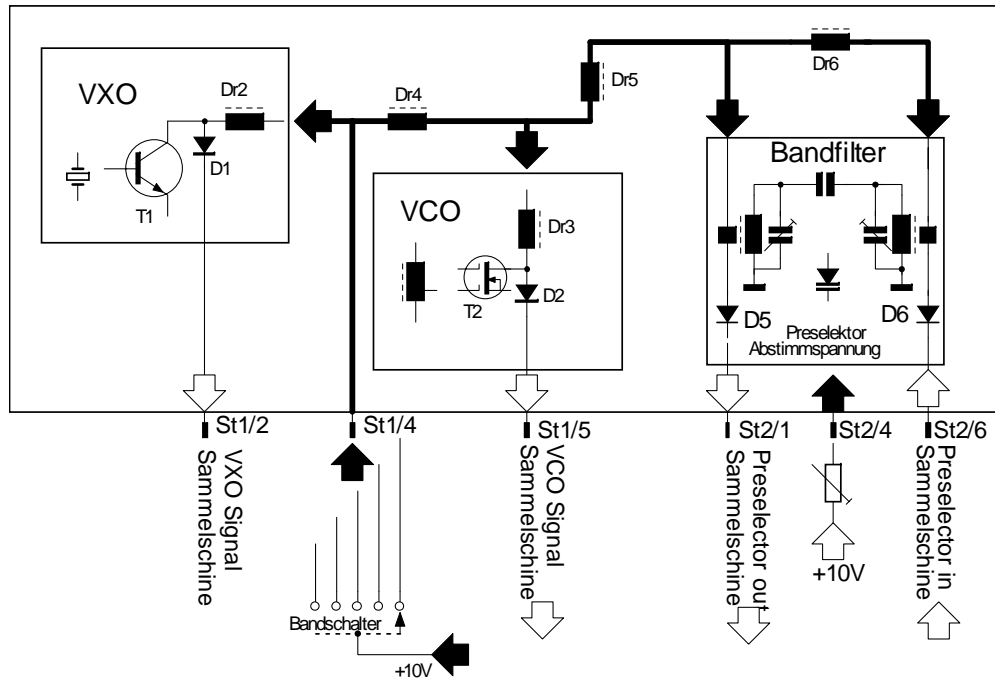 VXO
Dr2
D1
T1
Dr4
Dr5
Dr6
VCO
Dr3
T2
D2
Bandfilter
D5
D6
Preselektor
Abstimmspannung
St1/2
St1/4
St1/5
St2/1
St2/4
St2/6
VXO Signal
Sammelschine
VCO Signal
Sammelschine
Preselector out
Sammelschine
Preselector in
Sammelschine
+10V
Bandschalter
+10V